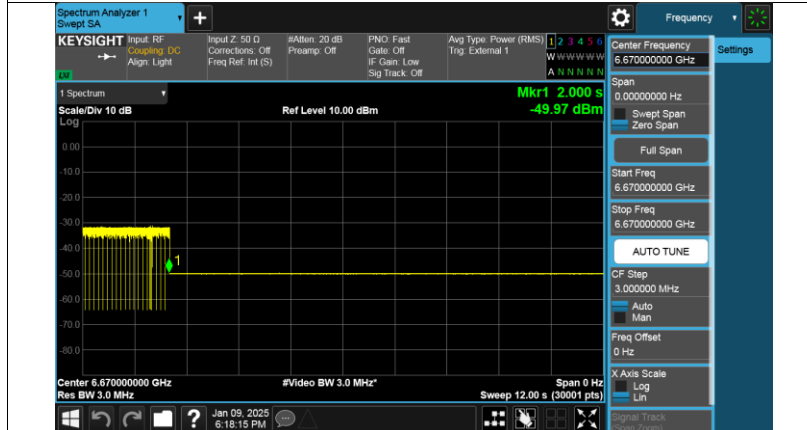 Spectrum Analyzer 1
Swept SA
+
Frequency
KEYSIGHT
Input: RF
Coupling: DC
Align: Light
Input Z: 50 Ω
Corrections: Off
Freq Ref: Int (S)
#Atten: 20 dB
Preamp: Off
PNO: Fast
Gate: Off
IF Gain: Low
Sig Track: Off
Avg Type: Power (RMS)
Trig: External 1
1 2 3 4 5 6
W W W W W W
A N N N N N
LXI
1 Spectrum
Scale/Div 10 dB
Ref Level 10.00 dBm
Mkr1 2.000 s
-49.97 dBm
Log
0.00
-10.0
-20.0
-30.0
-40.0
-50.0
-60.0
-70.0
-80.0
1
Center 6.670000000 GHz
#Video BW 3.0 MHz*
Span 0 Hz
Res BW 3.0 MHz
Sweep 12.00 s (30001 pts)
Center Frequency
6.670000000 GHz
Settings
Span
0.00000000 Hz
Swept Span
Zero Span
Full Span
Start Freq
6.670000000 GHz
Stop Freq
6.670000000 GHz
AUTO TUNE
CF Step
3.000000 MHz
Auto
Man
Freq Offset
0 Hz
X Axis Scale
Log
Lin
Signal Track
(Span Zoom)
?
Jan 09, 2025
6:18:15 PM